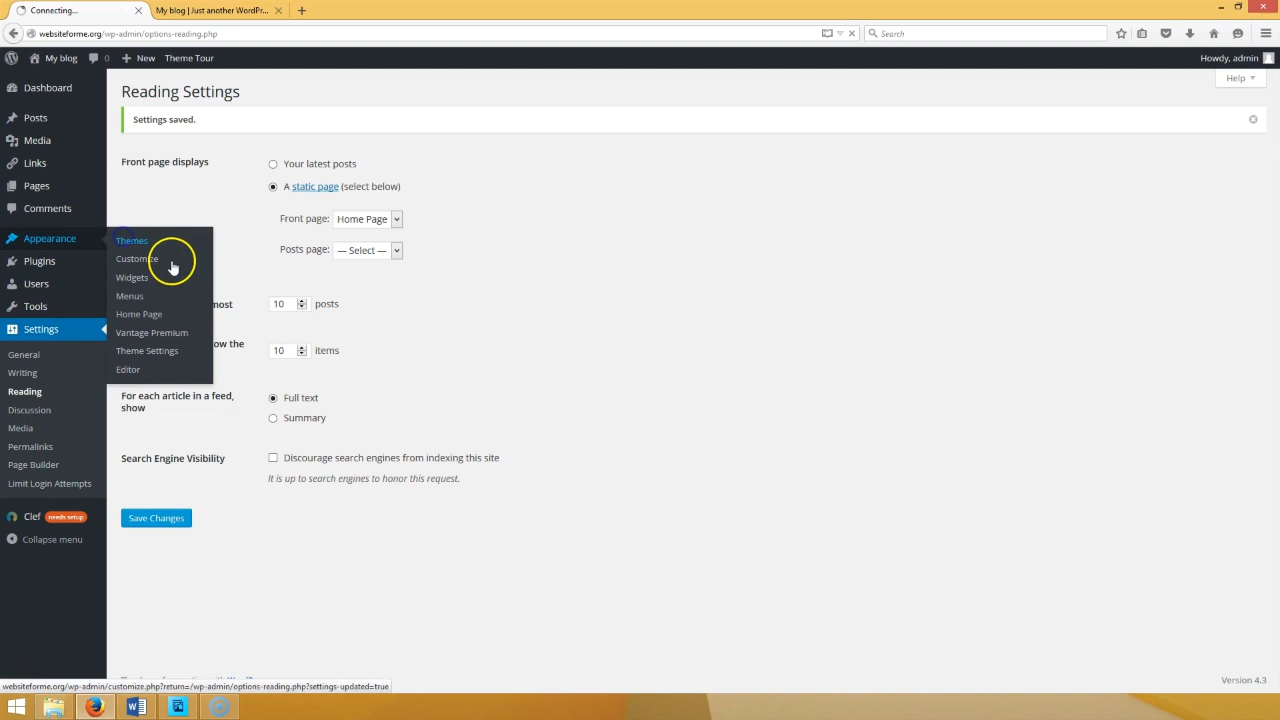 Connecting...
My blog | Just another WordPr...
websiteforme.org/wp-admin/options-reading.php
Search
My blog
0
New
Theme Tour
Howdy, admin
Help
Dashboard
Posts
Media
Links
Pages
Comments
Appearance
Plugins
Users
Tools
Settings
General
Writing
Reading
Discussion
Media
Permalinks
Page Builder
Limit Login Attempts
Clef needs setup
Collapse menu
Themes
Customize
Widgets
Menus
Home Page
Vantage Premium
Theme Settings
Editor
Reading Settings
Settings saved.
Front page displays
Your latest posts
A static page (select below)
Front page: Home Page
Posts page: — Select —
most
10 posts
ow the
10 items
For each article in a feed,
show
Full text
Summary
Search Engine Visibility
Discourage search engines from indexing this site
It is up to search engines to honor this request.
Save Changes
Version 4.3
websiteforme.org/wp-admin/customize.php?return=/wp-admin/options-reading.php?settings-updated=true